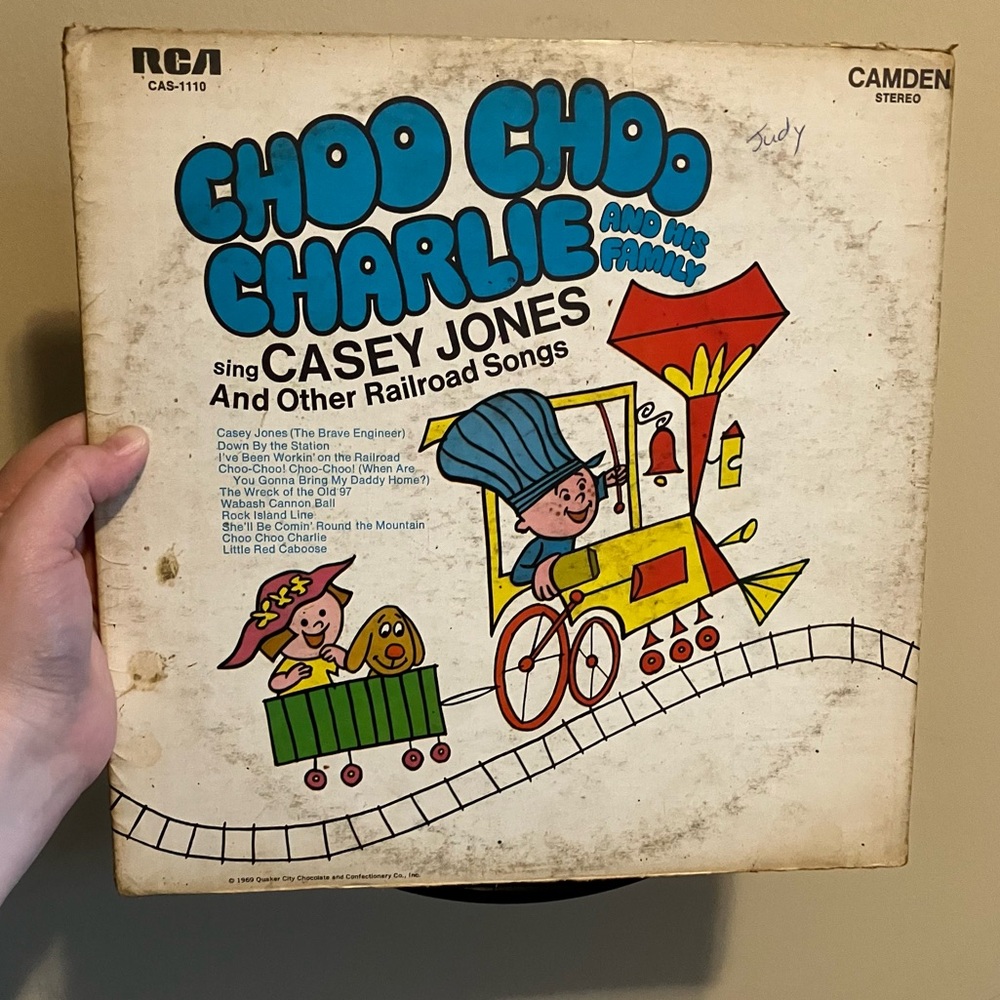 RCA
CAS-1110
CAMDEN
STEREO
Judy
CHOO CHOO
CHARLIE
AND HIS
FAMILY
sing CASEY JONES
And Other Railroad Songs
Casey Jones (The Brave Engineer)
Down By the Station
I've Been Workin' on the Railroad
Choo-Choo! Choo-Choo! (When Are
You Gonna Bring My Daddy Home?)
The Wreck of the Old 97
Wabash Cannon Ball
Rock Island Line
She'll Be Comin' Round the Mountain
Choo Choo Charlie
Little Red Caboose
© 1969 Quaker City Chocolate and Confectionary Co., Inc.